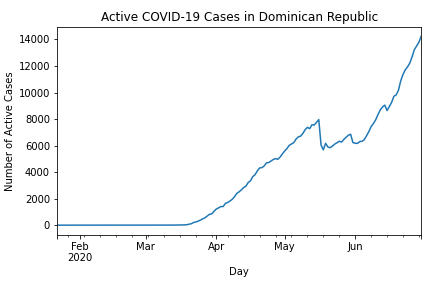 Active COVID-19 Cases in Dominican Republic
14000
12000
10000
8000
6000
4000
2000
0
Number of Active Cases
Feb Mar Apr May Jun
2020
Day